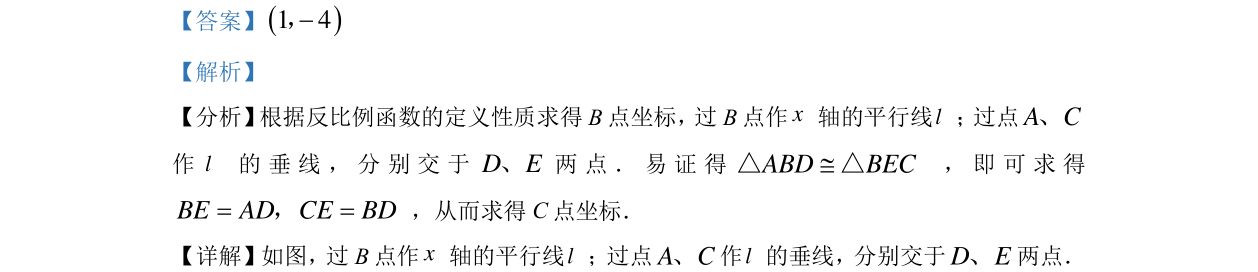 【答案】(1,-4)
【解析】
【分析】根据反比例函数的定义性质求得 B 点坐标，过 B 点作 x 轴的平行线 l ；过点 A、C
作 l 的垂线，分别交于 D、E 两点．易证得 △ABD≅△BEC ，即可求得
BE = AD，CE = BD ，从而求得 C 点坐标．
【详解】如图，过 B 点作 x 轴的平行线 l ；过点 A、C 作 l 的垂线，分别交于 D、E 两点．